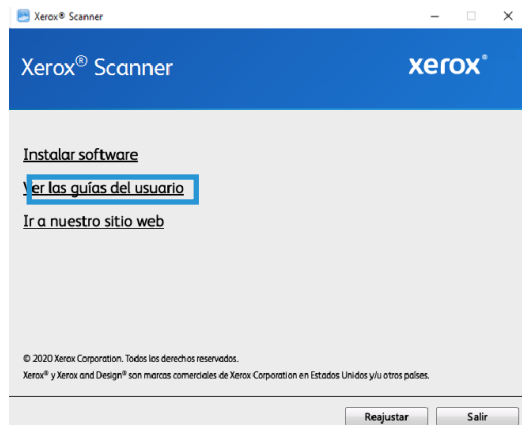 Xerox® Scanner
Xerox® Scanner
xerox®
Instalar software
Ver las guías del usuario
Ir a nuestro sitio web
© 2020 Xerox Corporation. Todos los derechos reservados.
Xerox® y Xerox and Design® son marcas comerciales de Xerox Corporation en Estados Unidos y/u otros países.
Reajustar Salir